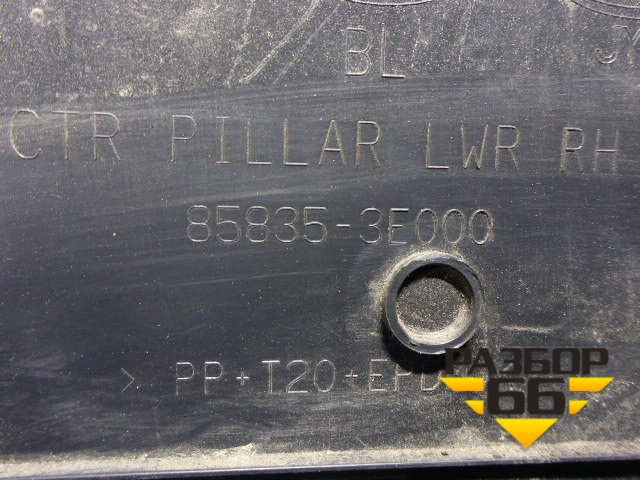 BL
CTR PILLAR LWR RH
85835-3E000
> PP+T20+EPD
РАЗБОР
66